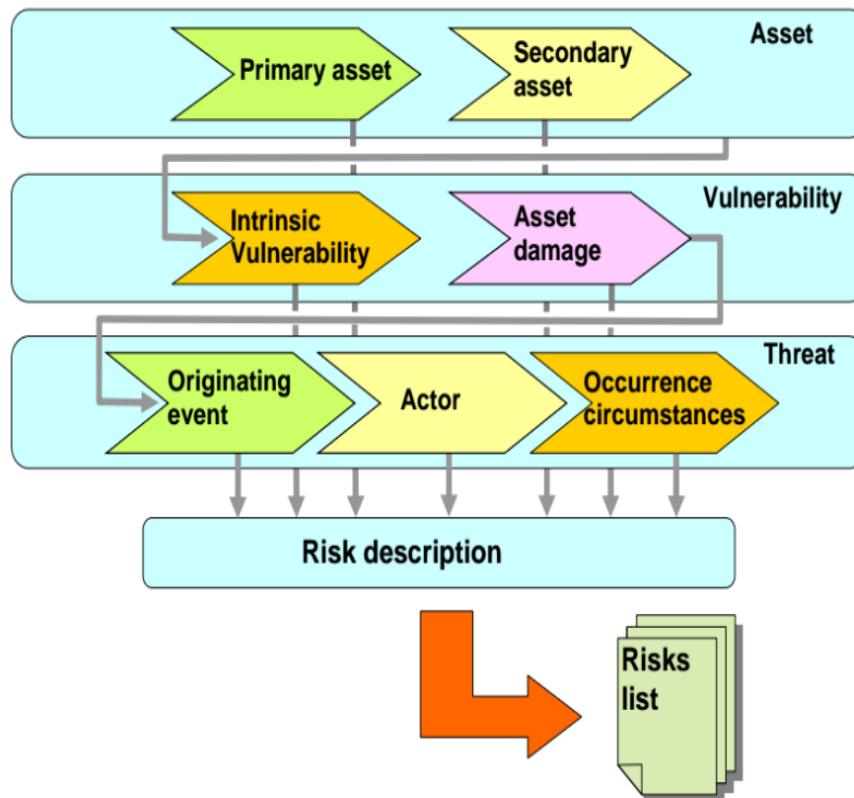 Asset
Primary asset
Secondary
asset
Vulnerability
Intrinsic
Vulnerability
Asset
damage
Threat
Originating
event
Actor
Occurrence
circumstances
Risk description
Risks
list